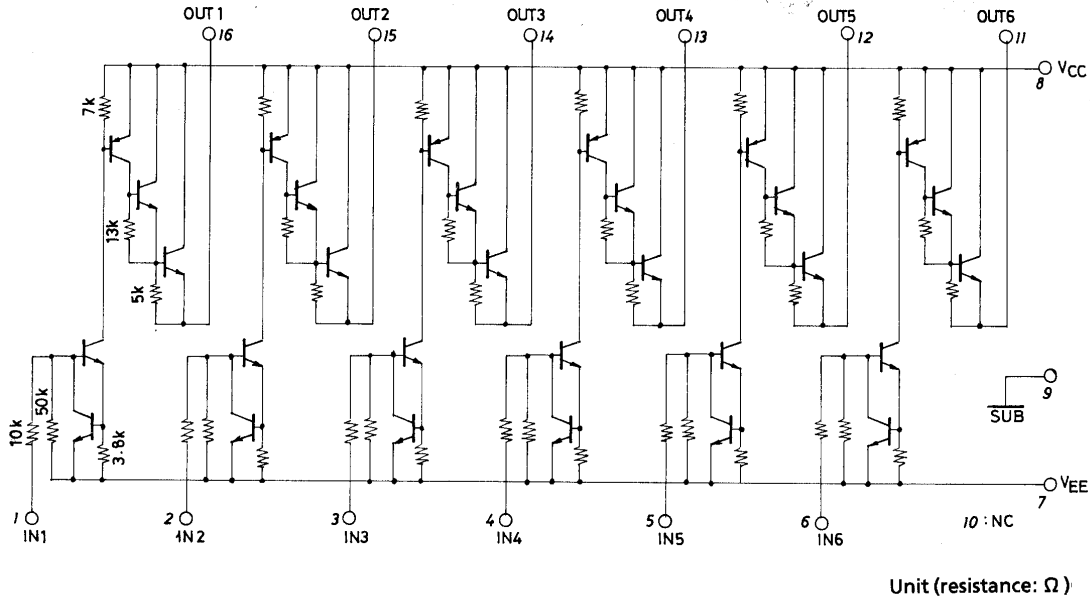 OUT1
OUT2
OUT3
OUT4
OUT5
OUT6
16
15
14
13
12
11
VCC
8
7k
13k
5k
10k
50k
3.8k
SUB
9
VEE
7
1
IN1
2
IN2
3
IN3
4
IN4
5
IN5
6
IN6
10 : NC
Unit (resistance: Ω)